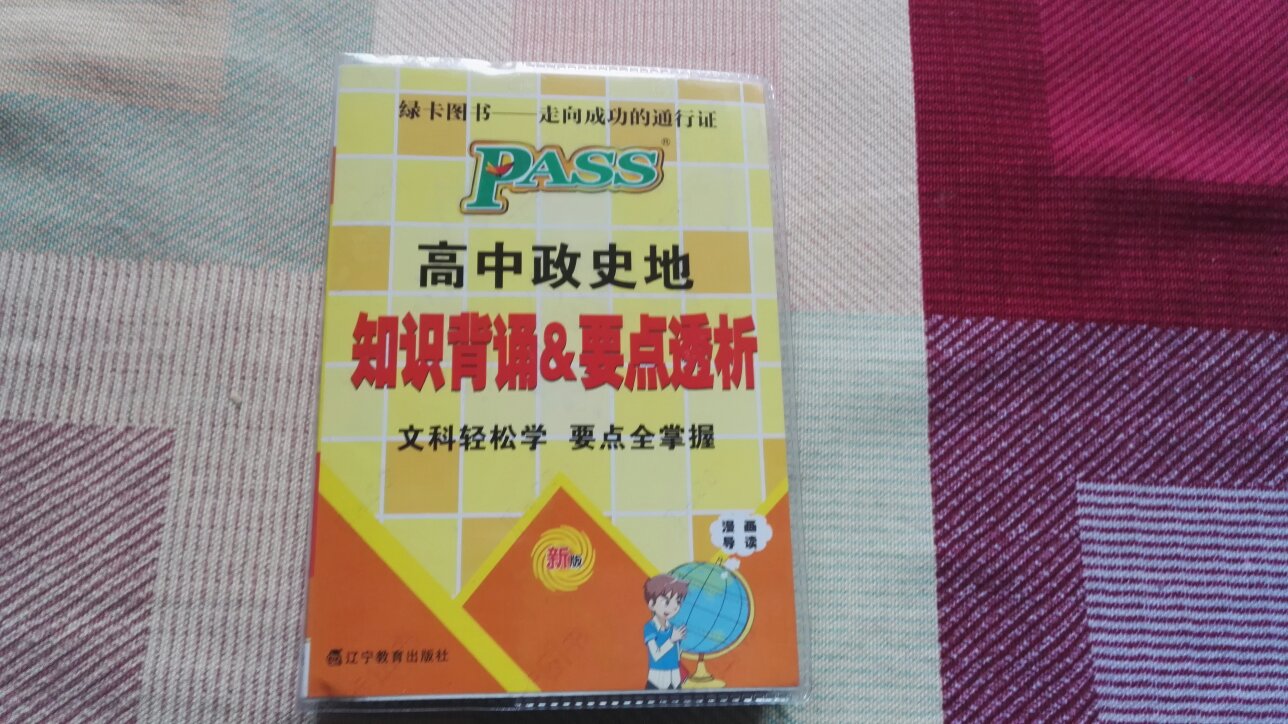 绿卡图书——走向成功的通行证
PASS®
高中政史地
知识背诵&要点透析
文科轻松学 要点全掌握
漫画
导读
新版
辽宁教育出版社